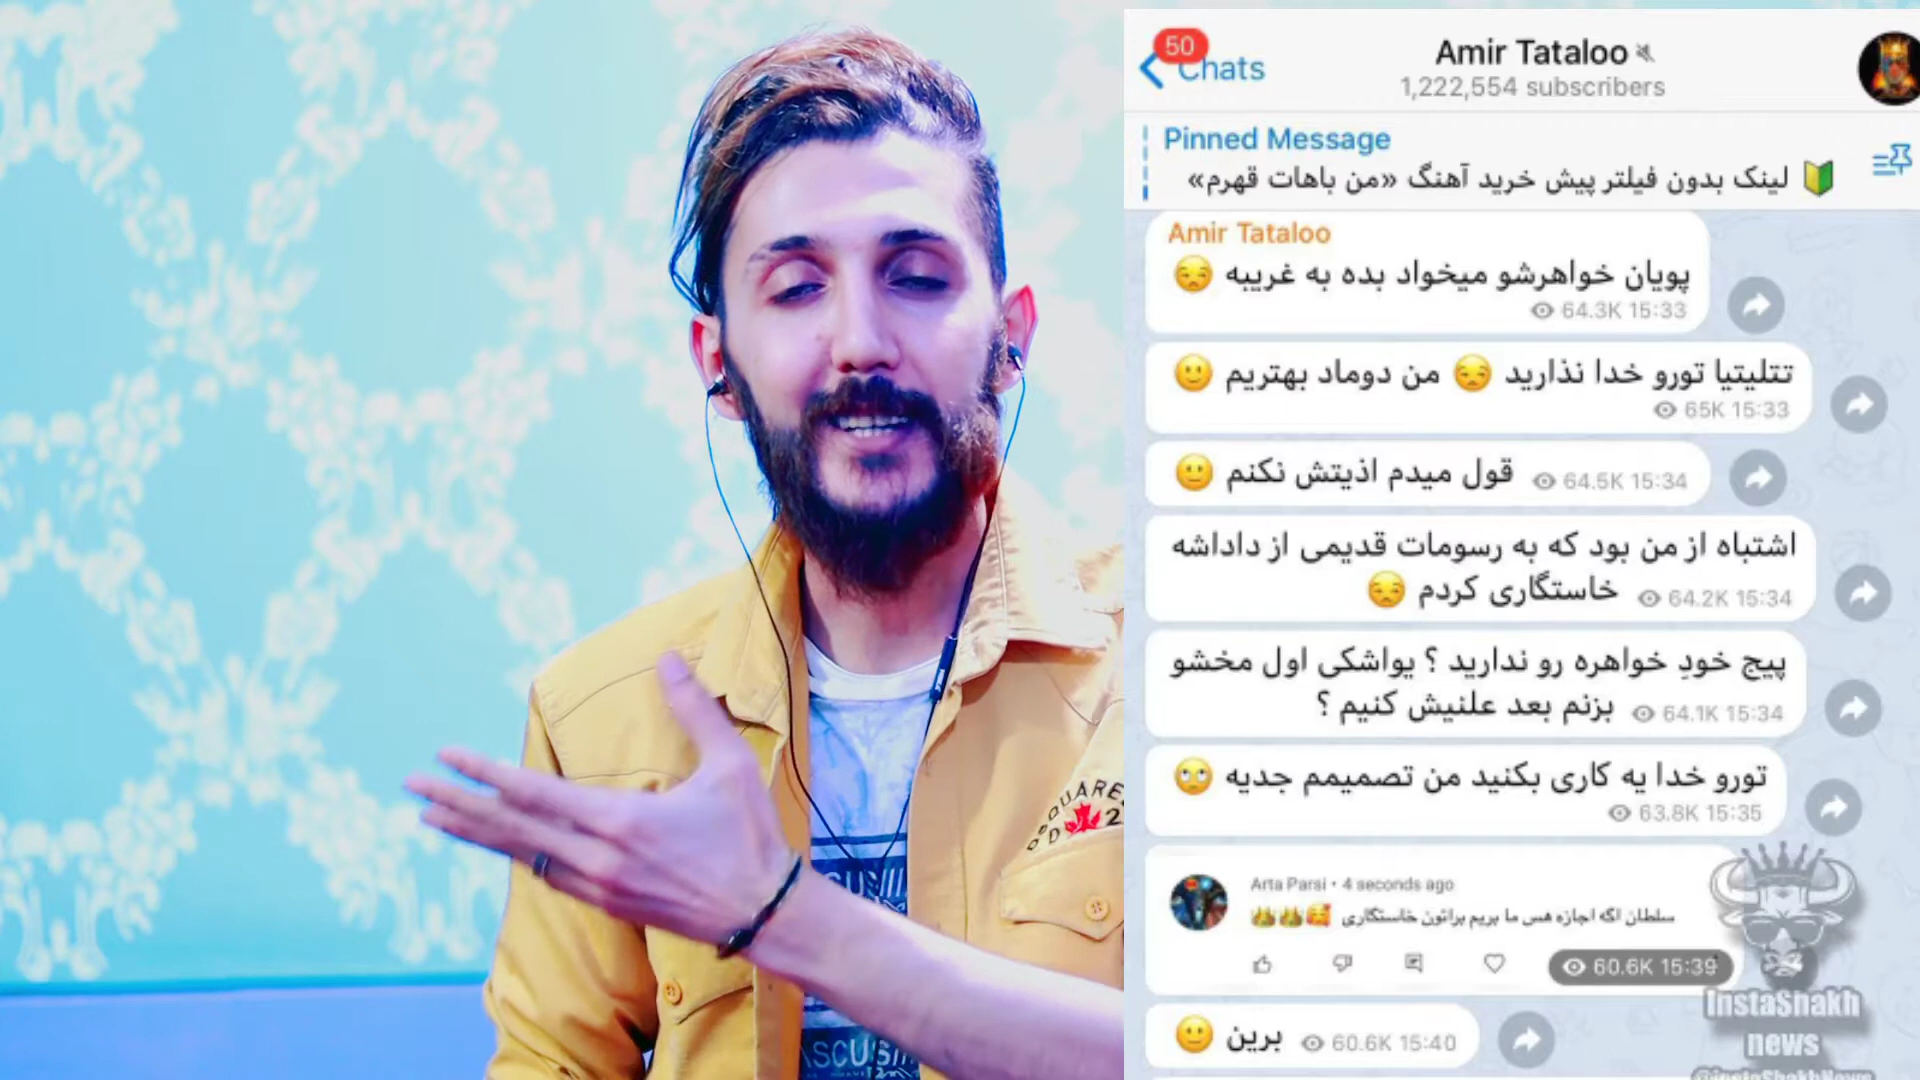 50
Chats
Amir Tataloo
1,222,554 subscribers
Pinned Message
🔰 لینک بدون فیلتر پیش خرید آهنگ «من باهات قهرم»
Amir Tataloo
پویان خواهرشو میخواد بده به غریبه 😒
64.3K 15:33
تتلیتیا تورو خدا نذارید 😒 من دوماد بهتریم 🙂
65K 15:33
قول میدم اذیتش نکنم 🙂
64.5K 15:34
اشتباه از من بود که به رسومات قدیمی از داداشه
خاستگاری کردم 😒
64.2K 15:34
پیج خودِ خواهره رو ندارید ؟ یواشکی اول مخشو
بزنم بعد علنیش کنیم ؟
64.1K 15:34
تورو خدا یه کاری بکنید من تصمیمم جدیه 🙄
63.8K 15:35
Arta Parsi • 4 seconds ago
سلطان اگه اجازه هس ما بریم براتون خاستگاری 🥰
60.6K 15:39
برین 🙂
60.6K 15:40
SQUARE
D 2
InstaShakh
news
@instaShakhNews